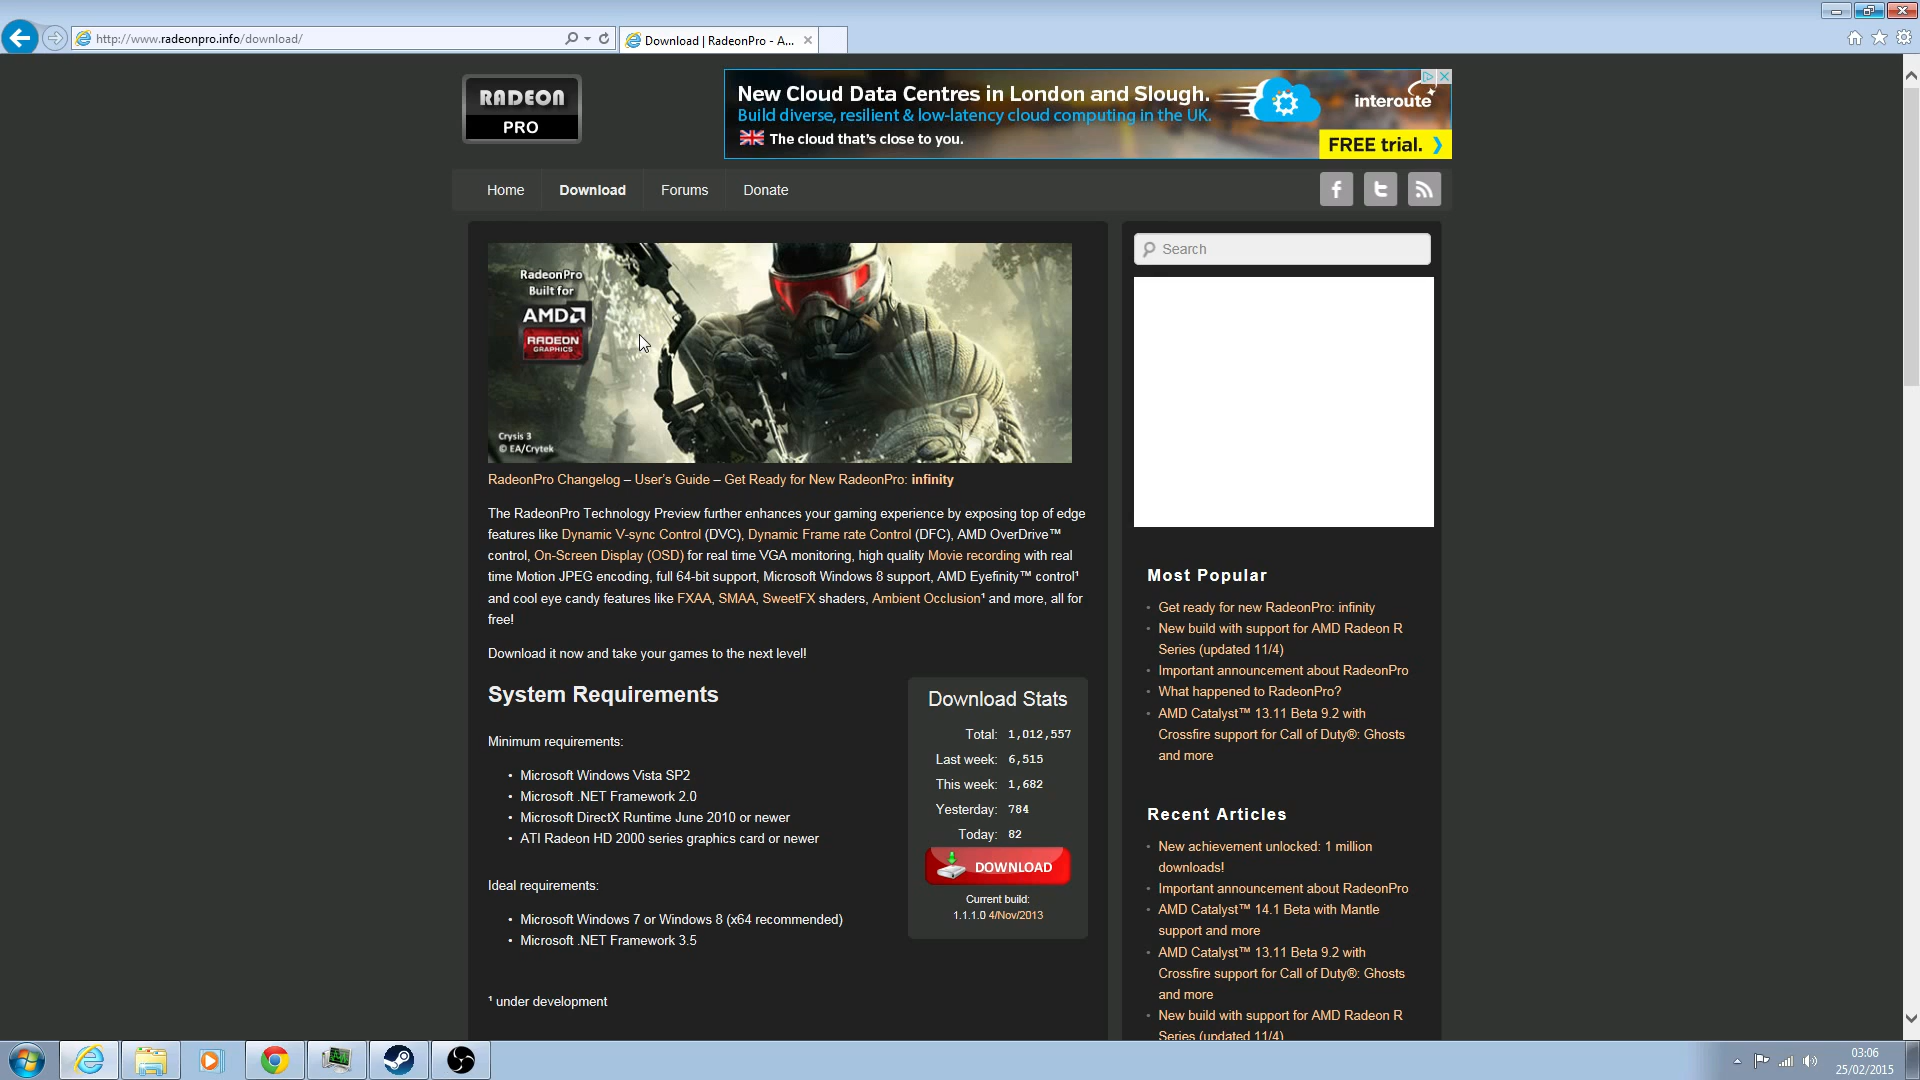 http://www.radeonpro.info/download/
Download | RadeonPro - A...
RADEON
PRO
New Cloud Data Centres in London and Slough.
Build diverse, resilient & low-latency cloud computing in the UK.
The cloud that's close to you.
interoute
FREE trial.
Home
Download
Forums
Donate
RadeonPro
Built for
AMD
RADEON
GRAPHICS
Crysis 3
© EA/Crytek
RadeonPro Changelog – User's Guide – Get Ready for New RadeonPro: infinity
The RadeonPro Technology Preview further enhances your gaming experience by exposing top of edge
features like Dynamic V-sync Control (DVC), Dynamic Frame rate Control (DFC), AMD OverDrive™
control, On-Screen Display (OSD) for real time VGA monitoring, high quality Movie recording with real
time Motion JPEG encoding, full 64-bit support, Microsoft Windows 8 support, AMD Eyefinity™ control¹
and cool eye candy features like FXAA, SMAA, SweetFX shaders, Ambient Occlusion¹ and more, all for
free!
Download it now and take your games to the next level!
System Requirements
Minimum requirements:
• Microsoft Windows Vista SP2
• Microsoft .NET Framework 2.0
• Microsoft DirectX Runtime June 2010 or newer
• ATI Radeon HD 2000 series graphics card or newer
Ideal requirements:
• Microsoft Windows 7 or Windows 8 (x64 recommended)
• Microsoft .NET Framework 3.5
¹ under development
Download Stats
Total: 1,012,557
Last week: 6,515
This week: 1,682
Yesterday: 784
Today: 82
DOWNLOAD
Current build:
1.1.1.0 4/Nov/2013
Search
Most Popular
• Get ready for new RadeonPro: infinity
• New build with support for AMD Radeon R
Series (updated 11/4)
• Important announcement about RadeonPro
• What happened to RadeonPro?
• AMD Catalyst™ 13.11 Beta 9.2 with
Crossfire support for Call of Duty®: Ghosts
and more
Recent Articles
• New achievement unlocked: 1 million
downloads!
• Important announcement about RadeonPro
• AMD Catalyst™ 14.1 Beta with Mantle
support and more
• AMD Catalyst™ 13.11 Beta 9.2 with
Crossfire support for Call of Duty®: Ghosts
and more
• New build with support for AMD Radeon R
Series (updated 11/4)
03:06
25/02/2015